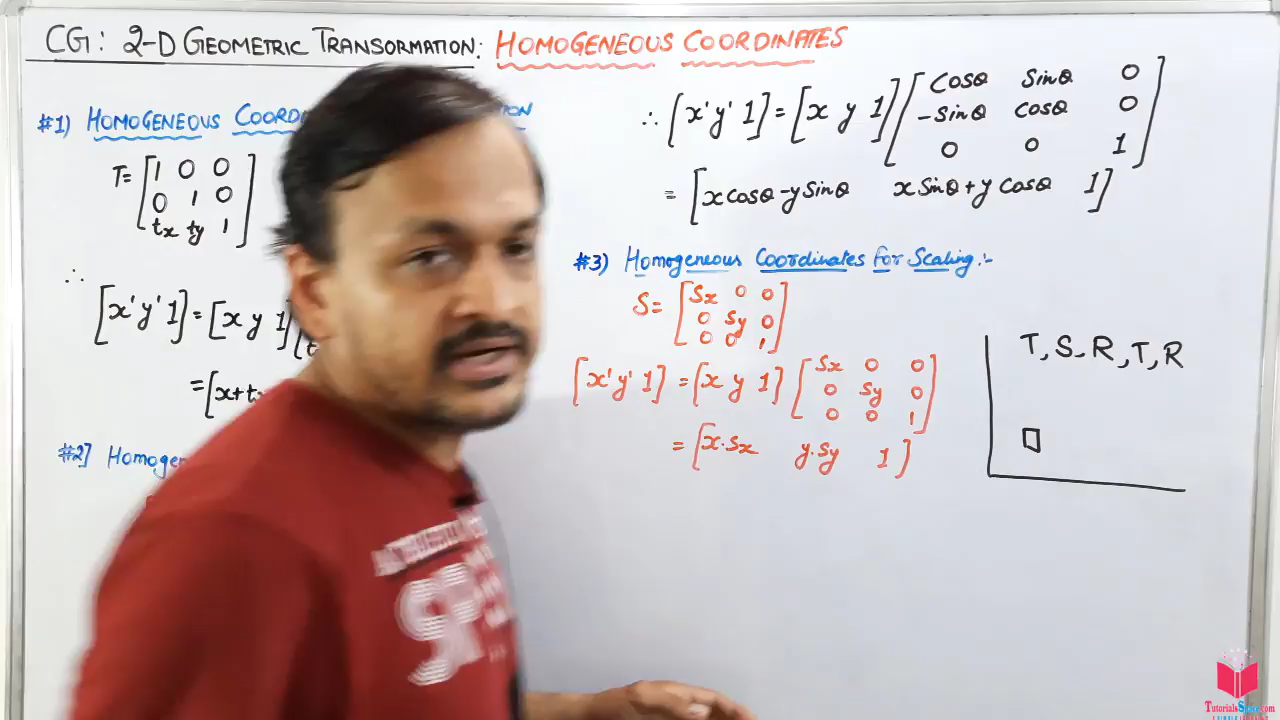 CG: 2-D GEOMETRIC TRANSORMATION: HOMOGENEOUS COORDINATES
#1) HOMOGENEOUS
T= [1 0 0
0 1 0
tx ty 1]
∴
[x' y' 1] = [x y 1]
= [x+t
#2]
∴ [x' y' 1] = [x y 1] [Cosθ Sinθ 0
-Sinθ Cosθ 0
0 0 1]
= [x Cosθ - y Sinθ x Sinθ + y Cosθ 1]
#3) Homogeneous Coordinates for Scaling :-
S= [Sx 0 0
0 Sy 0
0 0 1]
[x' y' 1] = [x y 1] [Sx 0 0
0 Sy 0
0 0 1]
= [x.Sx y.Sy 1]
T, S, R, T, R